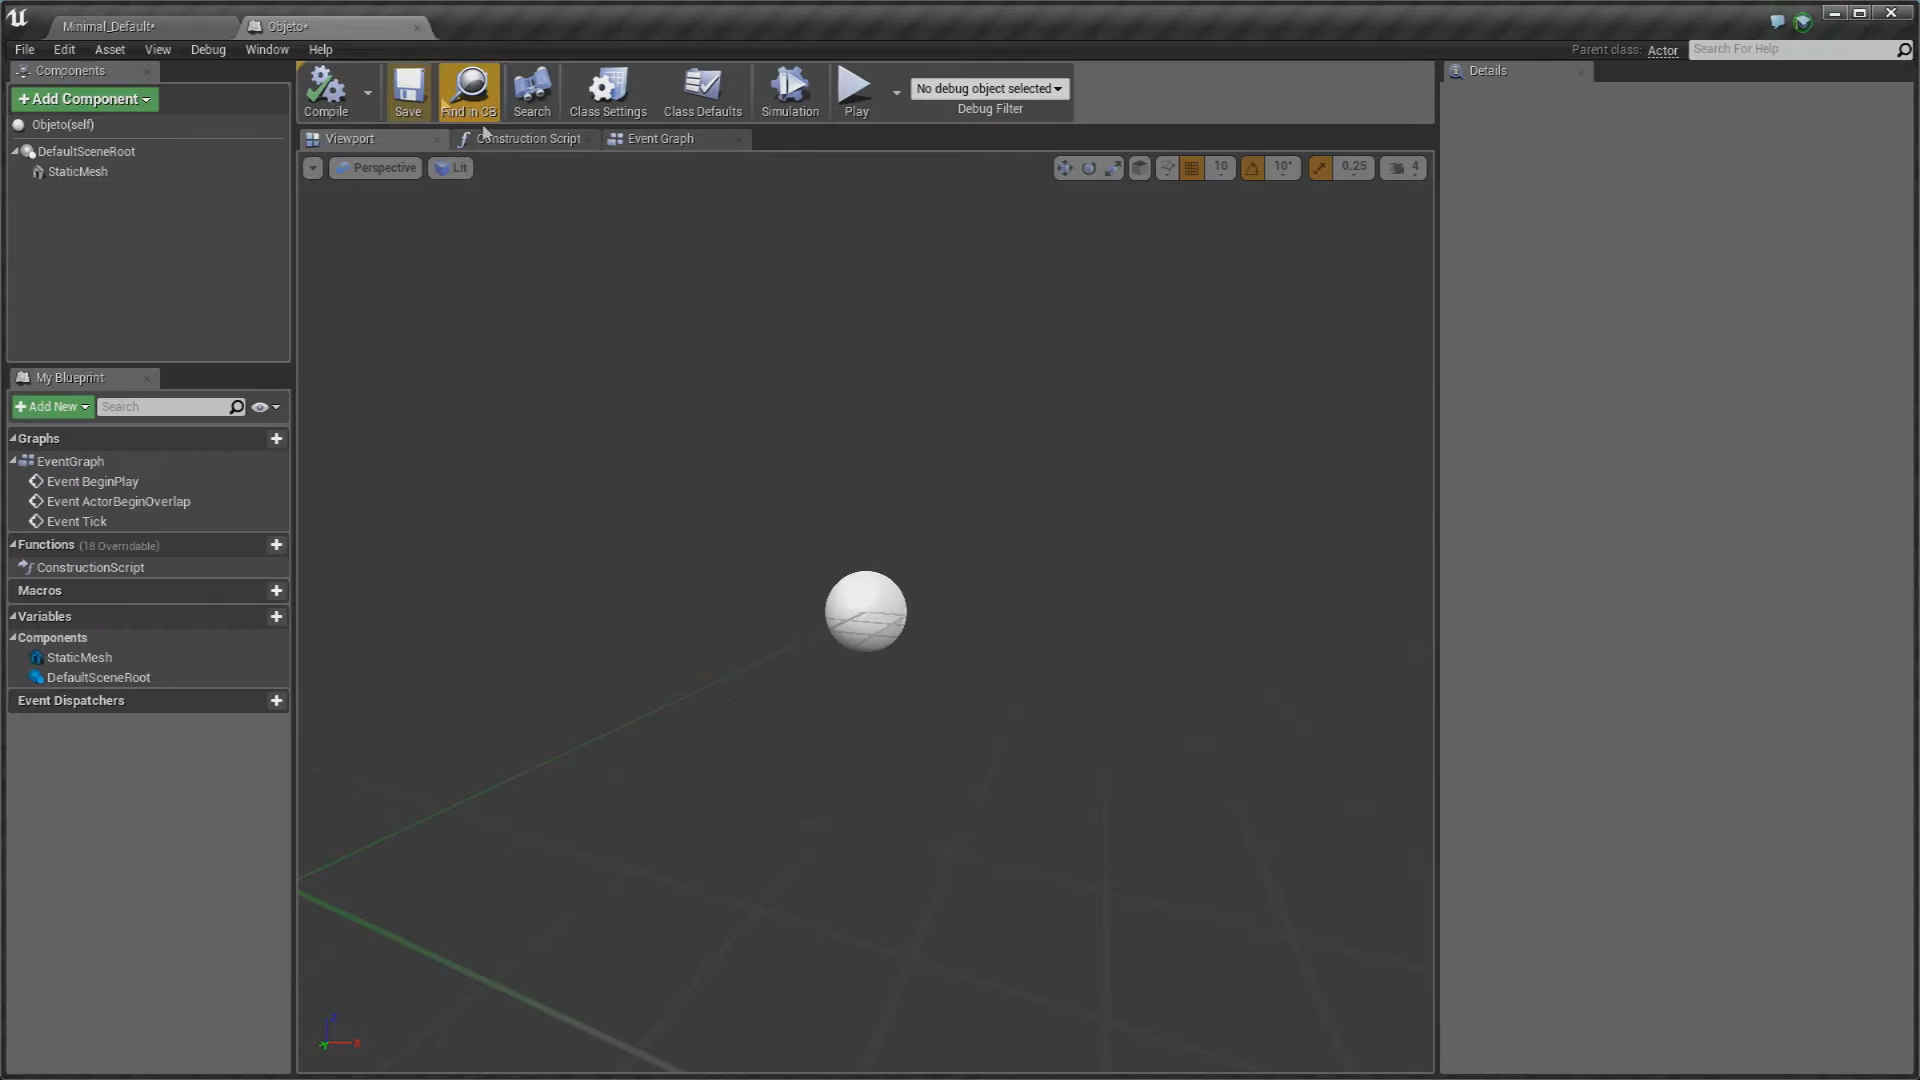 Minimal_Default*
Objeto*
File Edit Asset View Debug Window Help
Parent class: Actor Search For Help
Components
Compile Save Find in CB Search Class Settings Class Defaults Simulation Play
No debug object selected
Debug Filter
Details
+Add Component
Objeto(self)
DefaultSceneRoot
StaticMesh
Viewport Construction Script Event Graph
Perspective Lit 10 10° 0.25 4
My Blueprint
+Add New Search
Graphs
EventGraph
Event BeginPlay
Event ActorBeginOverlap
Event Tick
Functions (18 Overridable)
ConstructionScript
Macros
Variables
Components
StaticMesh
DefaultSceneRoot
Event Dispatchers
Z
X
Y